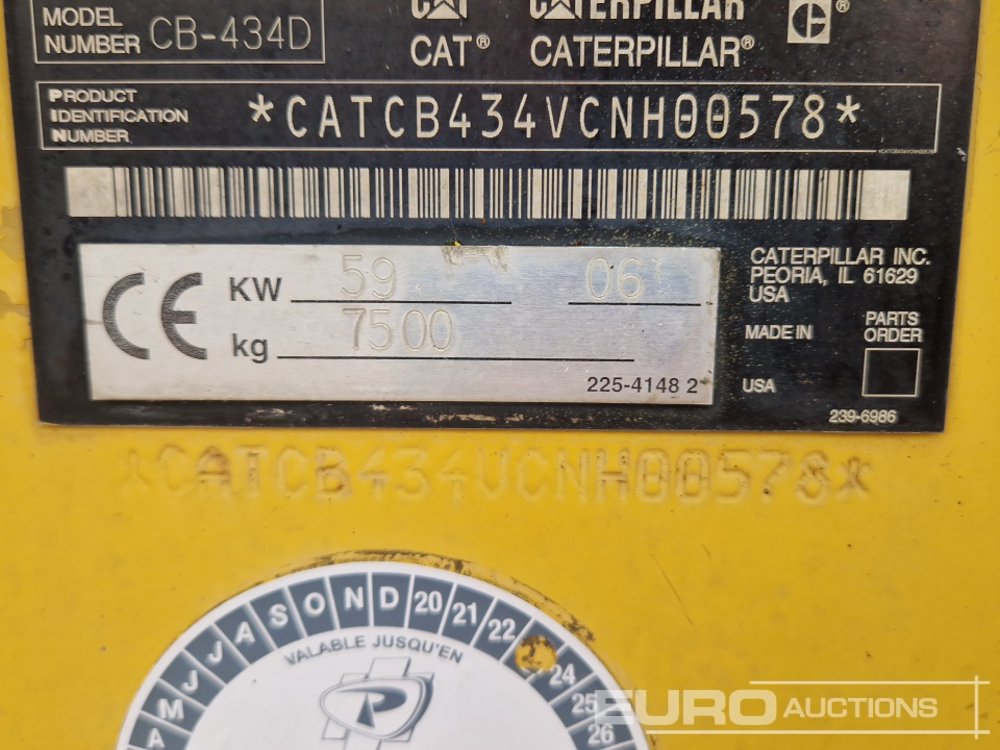 MODEL NUMBER CB-434D
CAT CATERPILLAR ®
CAT® CATERPILLAR®
PRODUCT
IDENTIFICATION
NUMBER
*CATCB434VCNH00578*
*CATCB434VCNH00578*
CE KW 59 06
kg 7500
225-4148 2
CATERPILLAR INC.
PEORIA, IL 61629
USA
MADE IN
USA
PARTS
ORDER
239-6986
*CATCB434VCNH00578*
A M J J A S O N D 20 21 22 24 25 26
VALABLE JUSQU'EN
P
EURO AUCTIONS